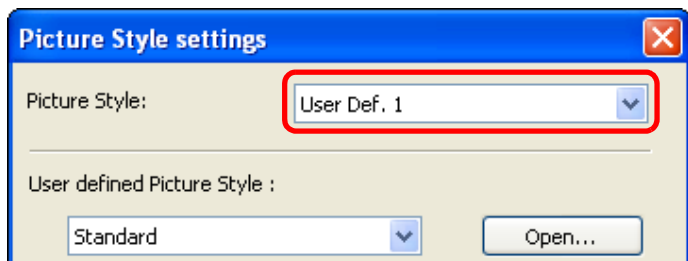 Picture Style settings
Picture Style: User Def. 1
User defined Picture Style :
Standard Open...